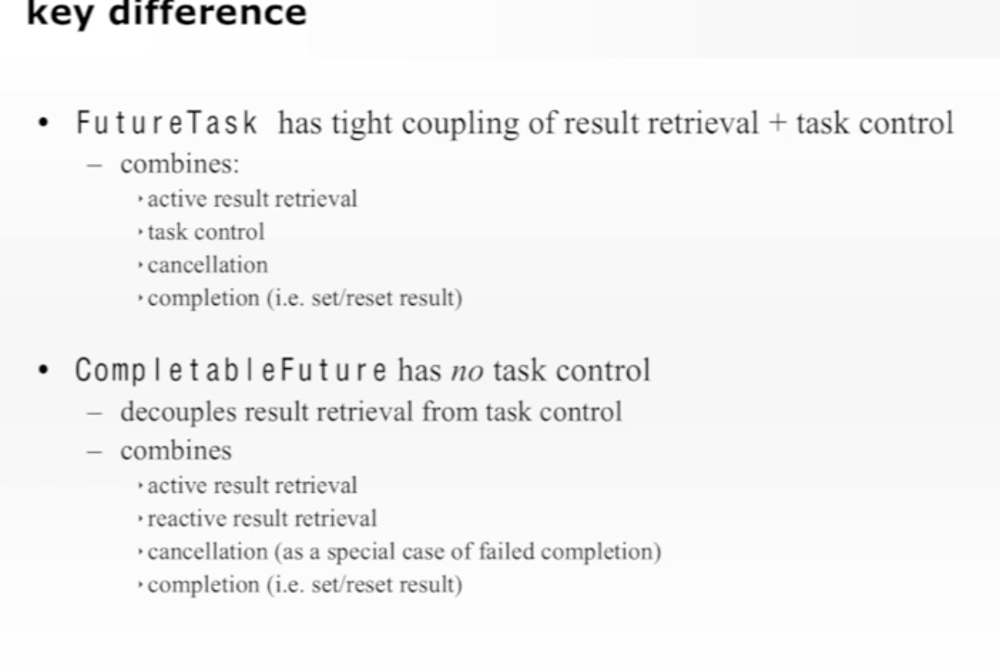 key difference
• FutureTask has tight coupling of result retrieval + task control
– combines:
‣ active result retrieval
‣ task control
‣ cancellation
‣ completion (i.e. set/reset result)
• CompletableFuture has no task control
– decouples result retrieval from task control
– combines
‣ active result retrieval
‣ reactive result retrieval
‣ cancellation (as a special case of failed completion)
‣ completion (i.e. set/reset result)